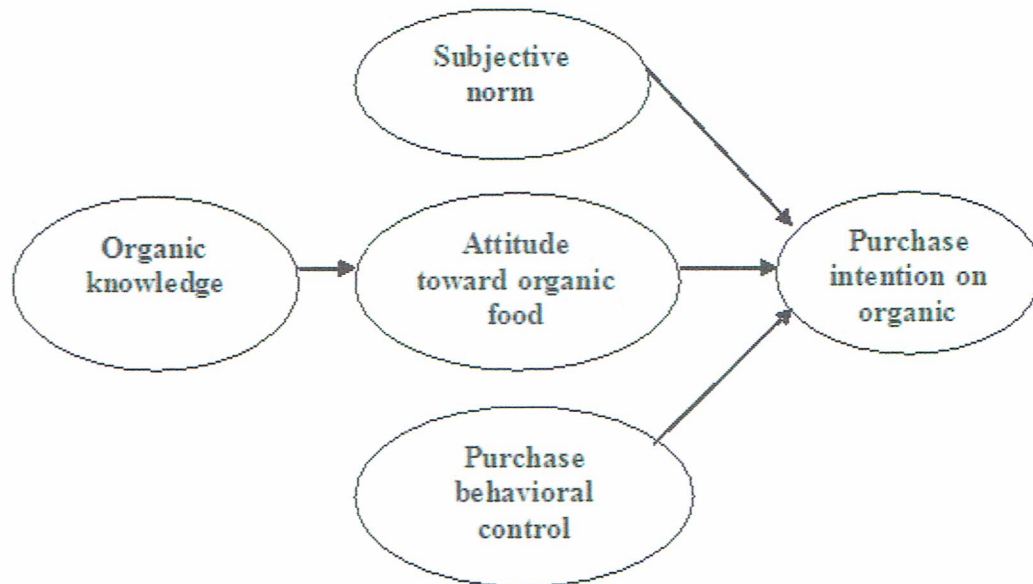 Subjective
norm
Organic
knowledge
Attitude
toward organic
food
Purchase
intention on
organic
Purchase
behavioral
control